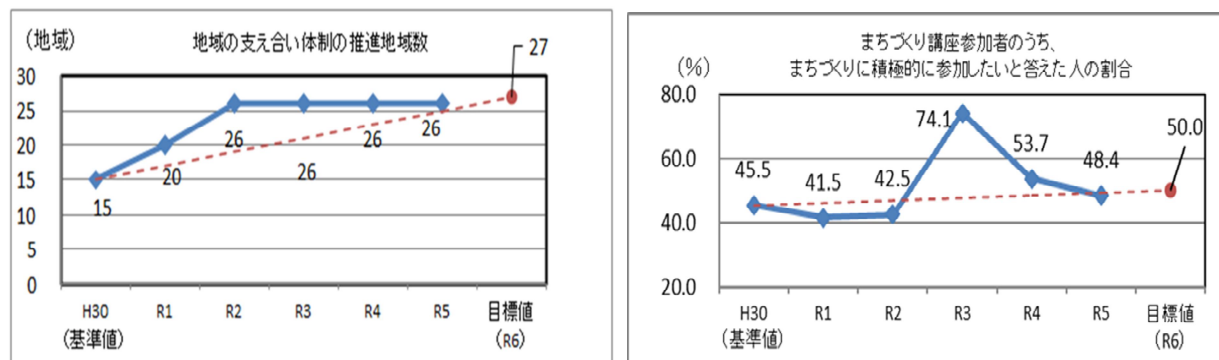 (地域)
地域の支え合い体制の推進地域数
27
30
25
20
15
10
5
0
15
20
26
26
26
26
H30
(基準値)
R1
R2
R3
R4
R5
目標値
(R6)
まちづくり講座参加者のうち、
まちづくりに積極的に参加したいと答えた人の割合
(%)
80.0
60.0
40.0
20.0
45.5
41.5
42.5
74.1
53.7
48.4
50.0
H30
(基準値)
R1
R2
R3
R4
R5
目標値
(R6)